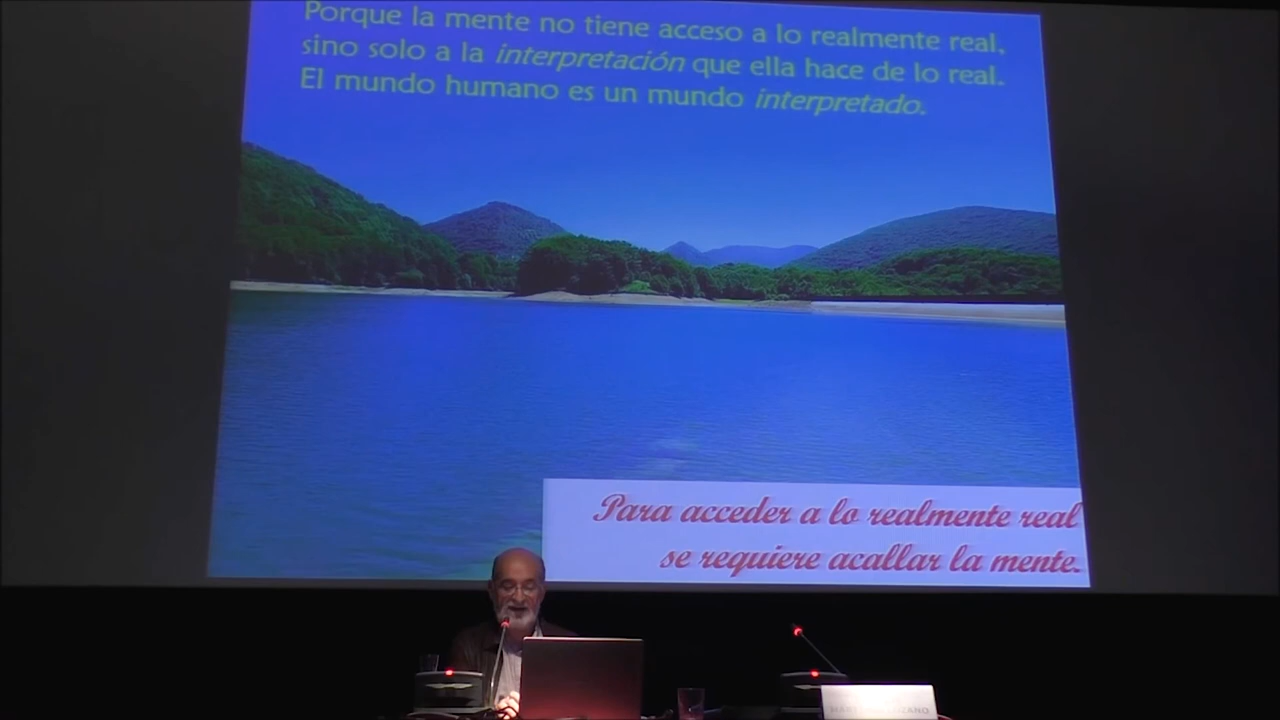 Porque la mente no tiene acceso a lo realmente real,
sino solo a la interpretación que ella hace de lo real.
El mundo humano es un mundo interpretado.
Para acceder a lo realmente real
se requiere acallar la mente.